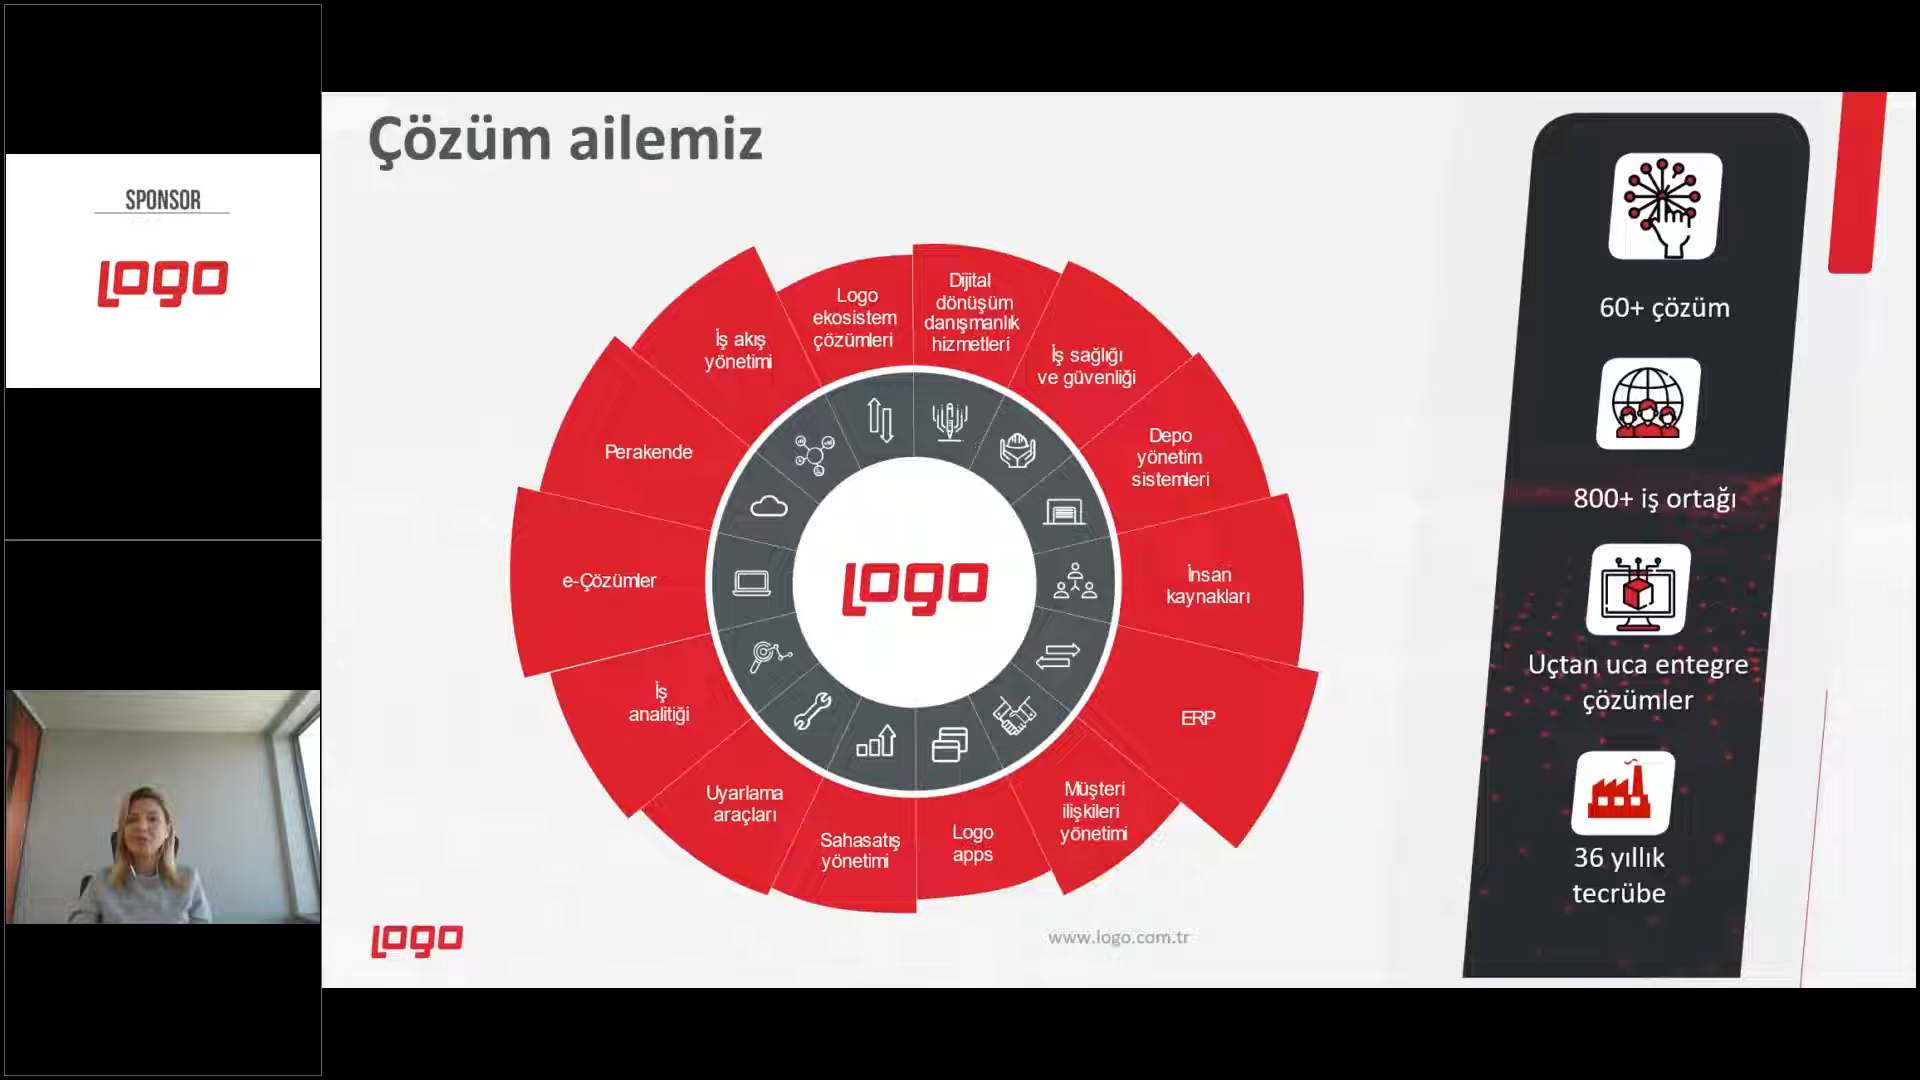 SPONSOR
LOGO
Çözüm ailemiz
Logo
ekosistem
çözümleri
Dijital
dönüşüm
danışmanlık
hizmetleri
İş sağlığı
ve güvenliği
Depo
yönetim
sistemleri
İnsan
kaynakları
ERP
Müşteri
ilişkileri
yönetimi
Logo
apps
Sahasatış
yönetimi
Uyarlama
araçları
İş
analitiği
e-Çözümler
Perakende
İş akış
yönetimi
LOGO
60+ çözüm
800+ iş ortağı
Uçtan uca entegre
çözümler
36 yıllık
tecrübe
LOGO
www.logo.com.tr